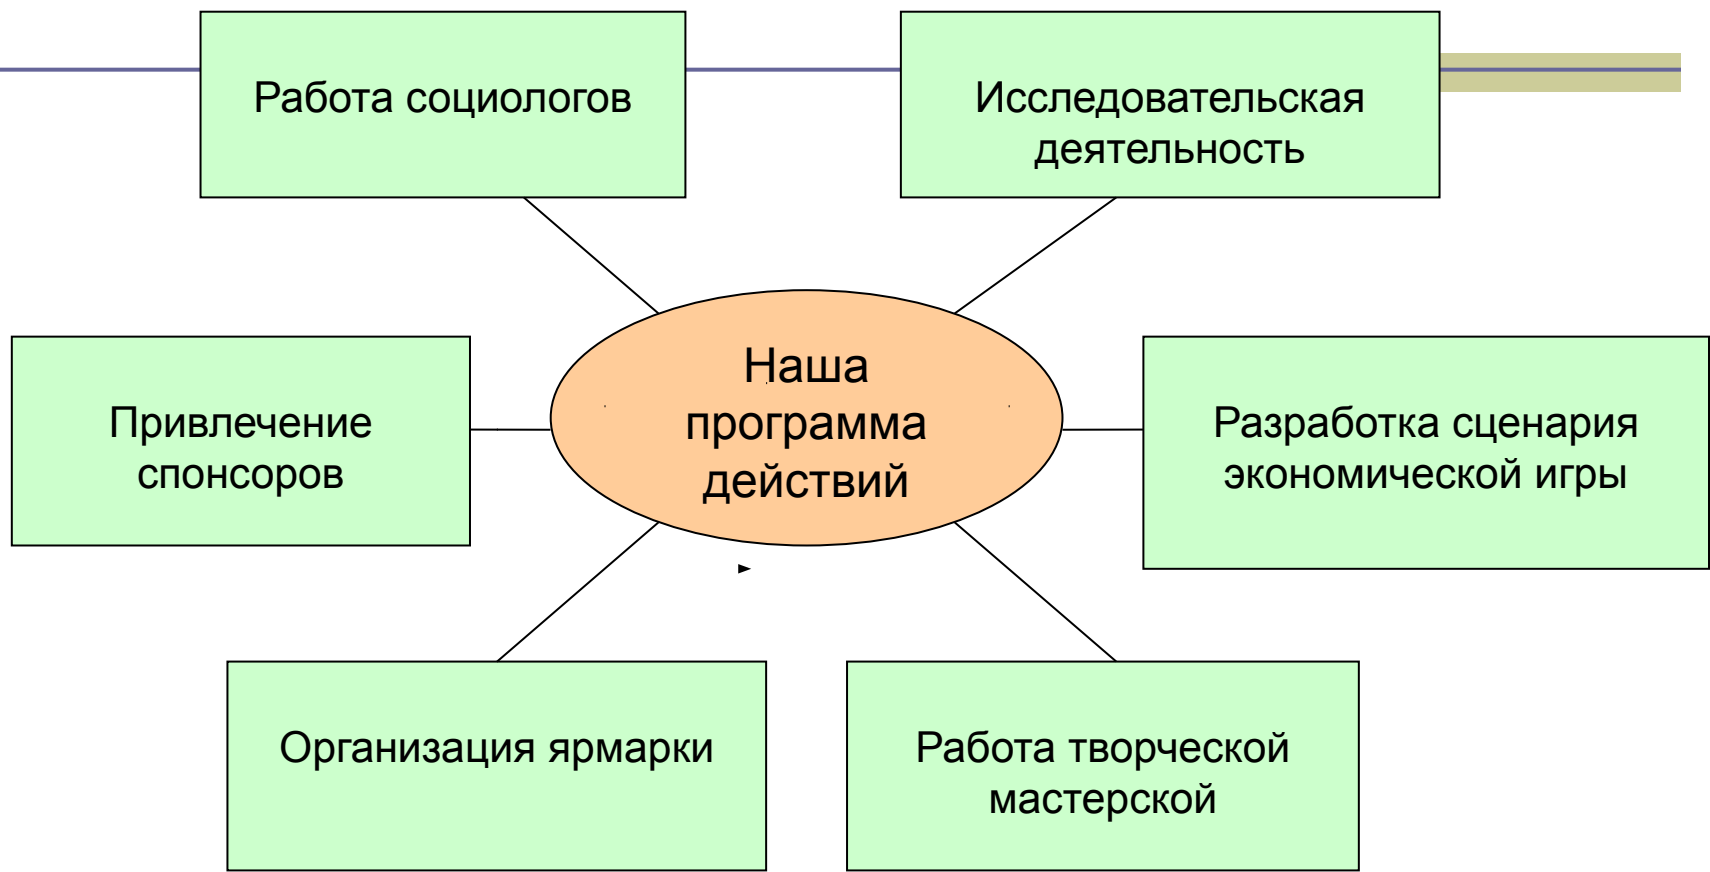 Работа социологов
Исследовательская
деятельность
Привлечение
спонсоров
Наша
программа
действий
Разработка сценария
экономической игры
Организация ярмарки
Работа творческой
мастерской